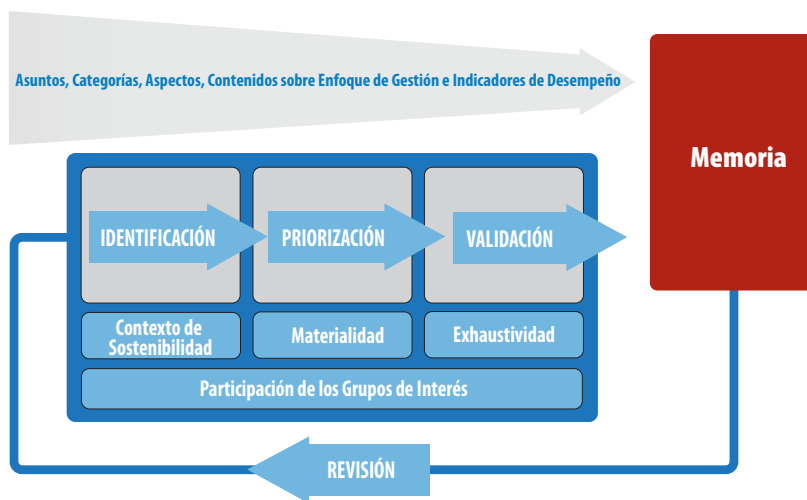 Asuntos, Categorías, Aspectos, Contenidos sobre Enfoque de Gestión e Indicadores de Desempeño
Memoria
IDENTIFICACIÓN
PRIORIZACIÓN
VALIDACIÓN
Contexto de
Sostenibilidad
Materialidad
Exhaustividad
Participación de los Grupos de Interés
REVISIÓN